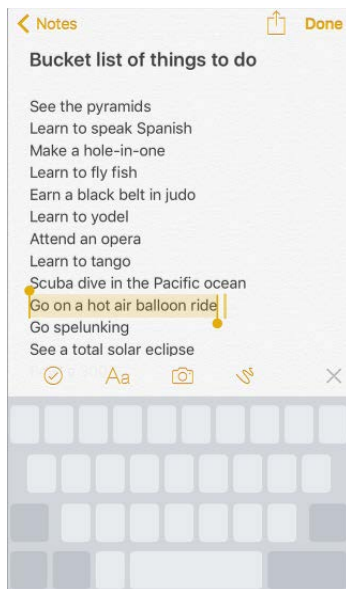 Notes
Done
Bucket list of things to do
See the pyramids
Learn to speak Spanish
Make a hole-in-one
Learn to fly fish
Earn a black belt in judo
Learn to yodel
Attend an opera
Learn to tango
Scuba dive in the Pacific ocean
Go on a hot air balloon ride
Go spelunking
See a total solar eclipse
Aa